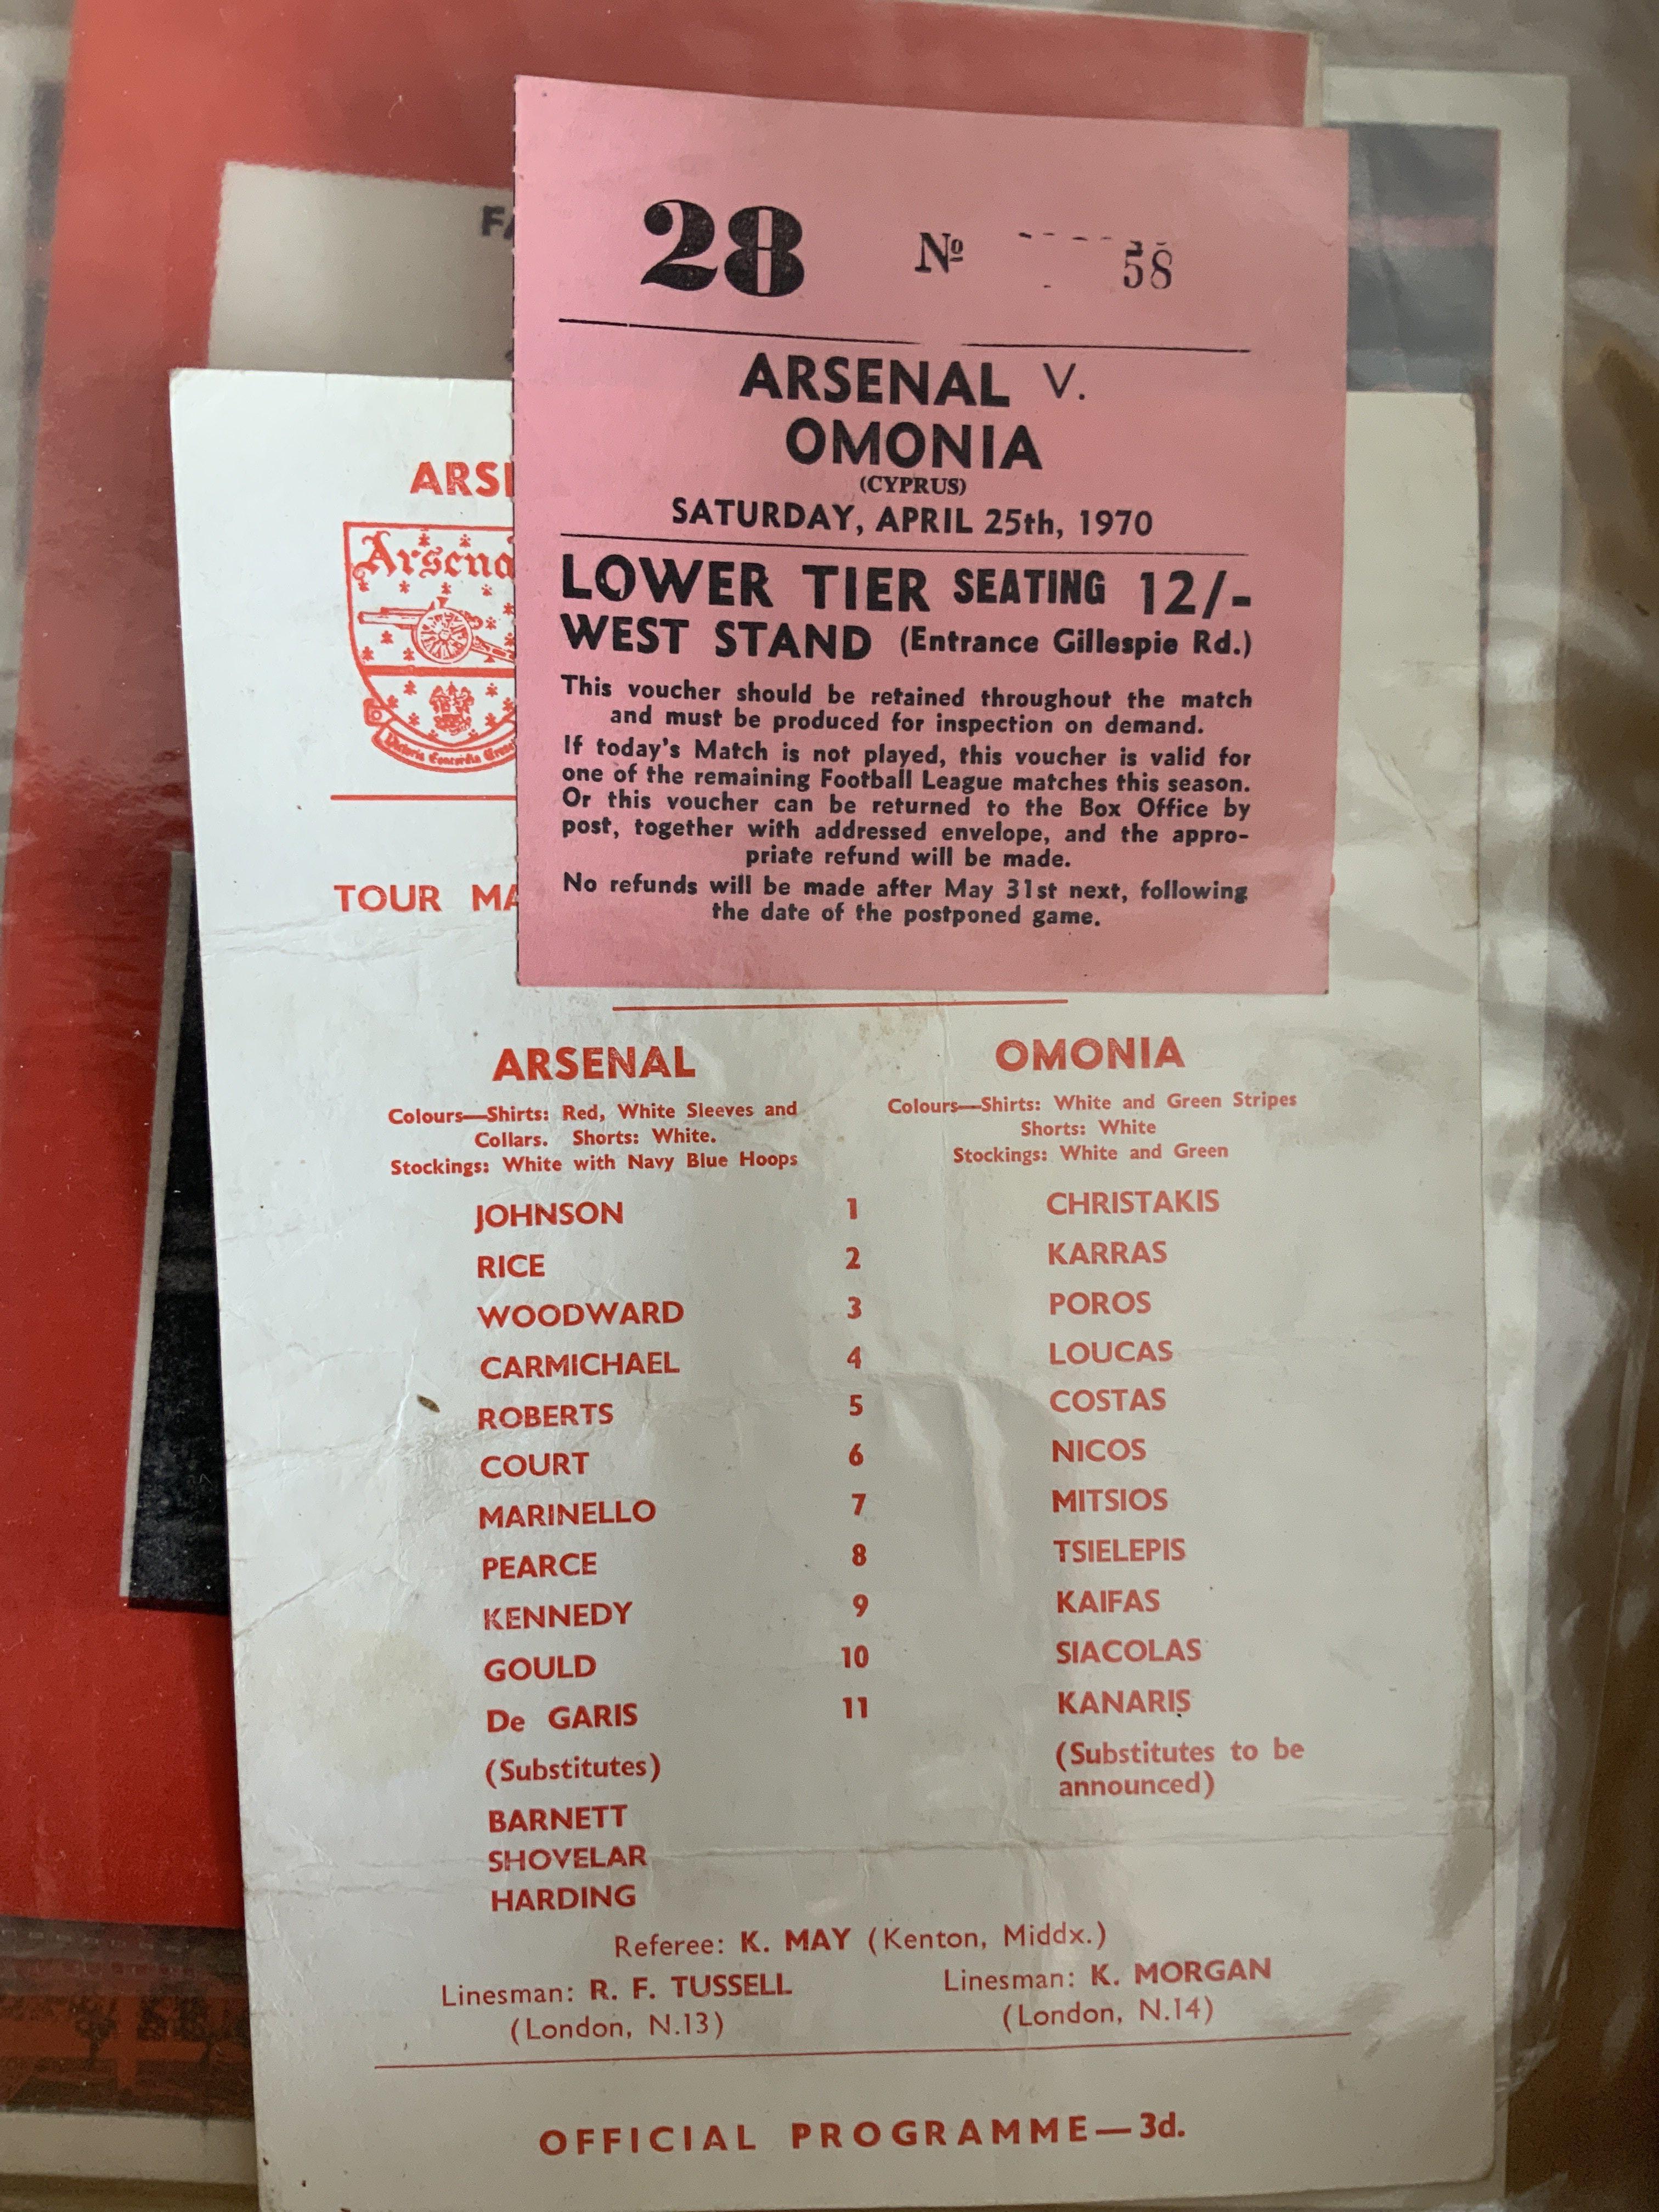 28 No 58
ARSENAL V.
OMONIA
(CYPRUS)
SATURDAY, APRIL 25th, 1970
LOWER TIER SEATING 12/-
WEST STAND (Entrance Gillespie Rd.)
This voucher should be retained throughout the match
and must be produced for inspection on demand.
If today's Match is not played, this voucher is valid for
one of the remaining Football League matches this season.
Or this voucher can be returned to the Box Office by
post, together with addressed envelope, and the appro-
priate refund will be made.
No refunds will be made after May 31st next, following
the date of the postponed game.
FA
ARSE
Arsena
Victoria Concordia Cresc
TOUR MA
ARSENAL
Colours—Shirts: Red, White Sleeves and
Collars. Shorts: White.
Stockings: White with Navy Blue Hoops
OMONIA
Colours—Shirts: White and Green Stripes
Shorts: White
Stockings: White and Green
JOHNSON 1 CHRISTAKIS
RICE 2 KARRAS
WOODWARD 3 POROS
CARMICHAEL 4 LOUCAS
ROBERTS 5 COSTAS
COURT 6 NICOS
MARINELLO 7 MITSIOS
PEARCE 8 TSIELEPIS
KENNEDY 9 KAIFAS
GOULD 10 SIACOLAS
De GARIS 11 KANARIS
(Substitutes)
BARNETT
SHOVELAR
HARDING
(Substitutes to be
announced)
Referee: K. MAY (Kenton, Middx.)
Linesman: R. F. TUSSELL
(London, N.13)
Linesman: K. MORGAN
(London, N.14)
OFFICIAL PROGRAMME—3d.